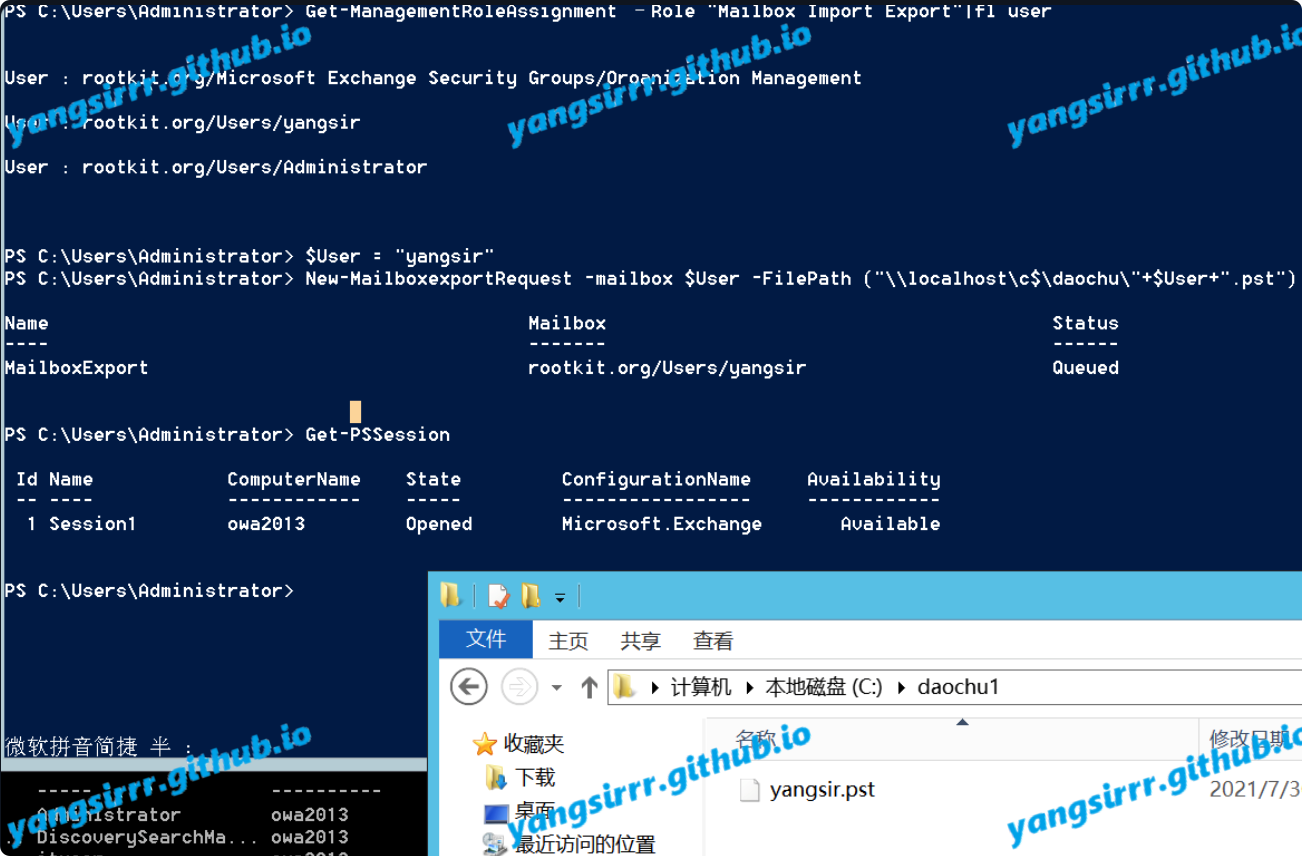 PS C:\Users\Administrator> Get-ManagementRoleAssignment –Role "Mailbox Import Export"|fl user
User : rootkit.org/Microsoft Exchange Security Groups/Organization Management
User : rootkit.org/Users/yangsir
User : rootkit.org/Users/Administrator
PS C:\Users\Administrator> $User = "yangsir"
PS C:\Users\Administrator> New-MailboxexportRequest -mailbox $User -FilePath ("\\localhost\c$\daochu\"+$User+".pst")
Name Mailbox Status
---- ------- ------
MailboxExport rootkit.org/Users/yangsir Queued
PS C:\Users\Administrator> Get-PSSession
Id Name ComputerName State ConfigurationName Availability
-- ---- ------------ ----- ----------------- ------------
1 Session1 owa2013 Opened Microsoft.Exchange Available
PS C:\Users\Administrator>
微软拼音简捷 半 :
----- ----------
Administrator owa2013
DiscoverySearchMa... owa2013
文件 主页 共享 查看
计算机 本地磁盘 (C:) daochu1
名称 修改日期
收藏夹
下载
yangsir.pst 2021/7/3
桌面
最近访问的位置
yangsirrr.github.io
yangsirrr.github.io
yangsirrr.github.io
yangsirrr.github.io
yangsirrr.github.io
yangsirrr.github.io